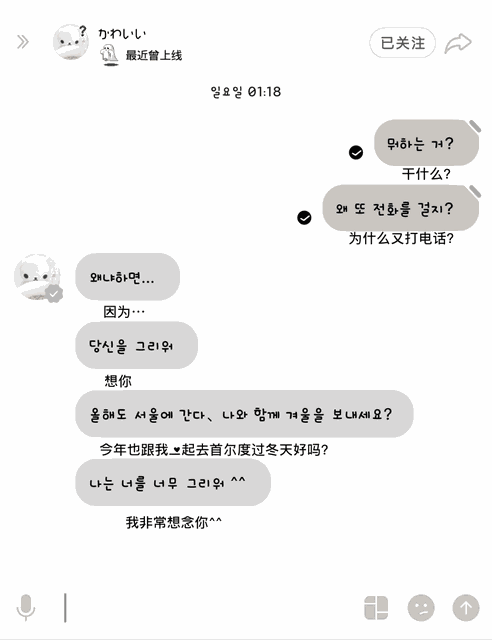 かわいい
最近曾上线
已关注
일요일 01:18
뭐하는 거?
干什么?
왜 또 전화를 걸지?
为什么又打电话?
왜냐하면...
因为…
당신을 그리워
想你
올해도 서울에 간다、나와 함께 겨울을 보내세요?
今年也跟我一起去首尔度过冬天好吗?
나는 너를 너무 그리워 ^^
我非常想念你^^